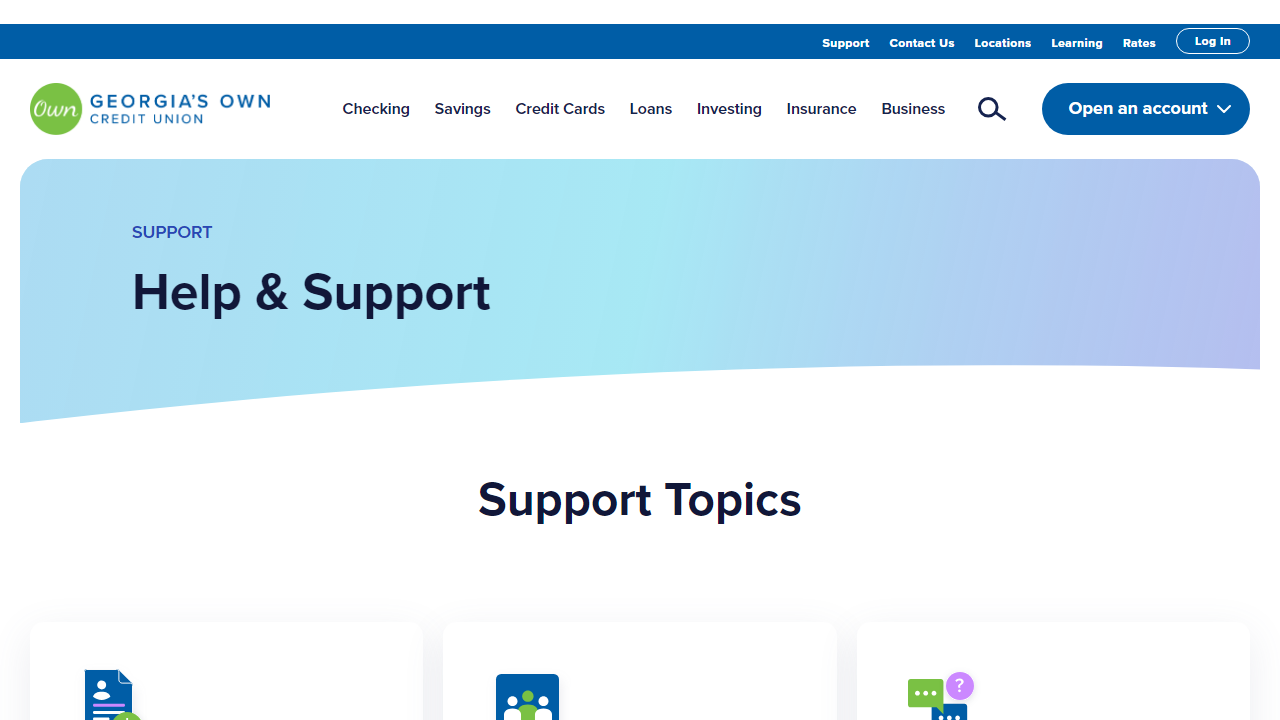 Support Contact Us Locations Learning Rates Log In
Own GEORGIA'S OWN
CREDIT UNION
Checking Savings Credit Cards Loans Investing Insurance Business Open an account
SUPPORT
Help & Support
Support Topics
?